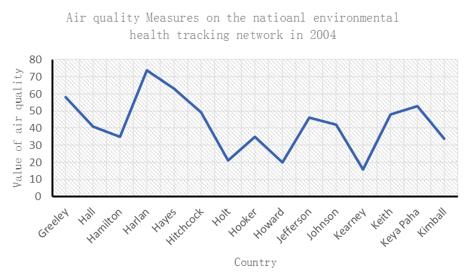 Air quality Measures on the natioanl environmental
health tracking network in 2004
Value of air quality
80
70
60
50
40
30
20
10
0
Greeley
Hall
Hamilton
Harlan
Hayes
Hitchcock
Holt
Hooker
Howard
Jefferson
Johnson
Kearney
Keith
Keya Paha
Kimball
Country